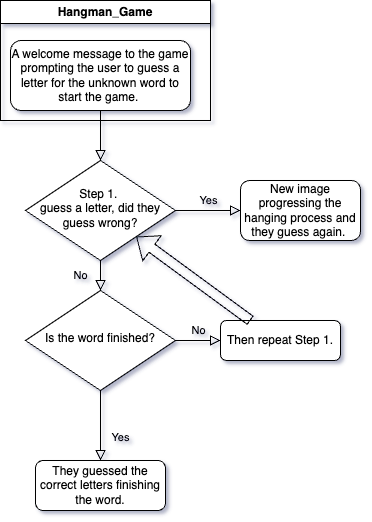 Hangman_Game
A welcome message to the game
prompting the user to guess a
letter for the unknown word to
start the game.
Step 1.
guess a letter, did they
guess wrong?
Yes
New image
progressing the
hanging process and
they guess again.
No
Is the word finished?
No
Then repeat Step 1.
Yes
They guessed the
correct letters finishing
the word.